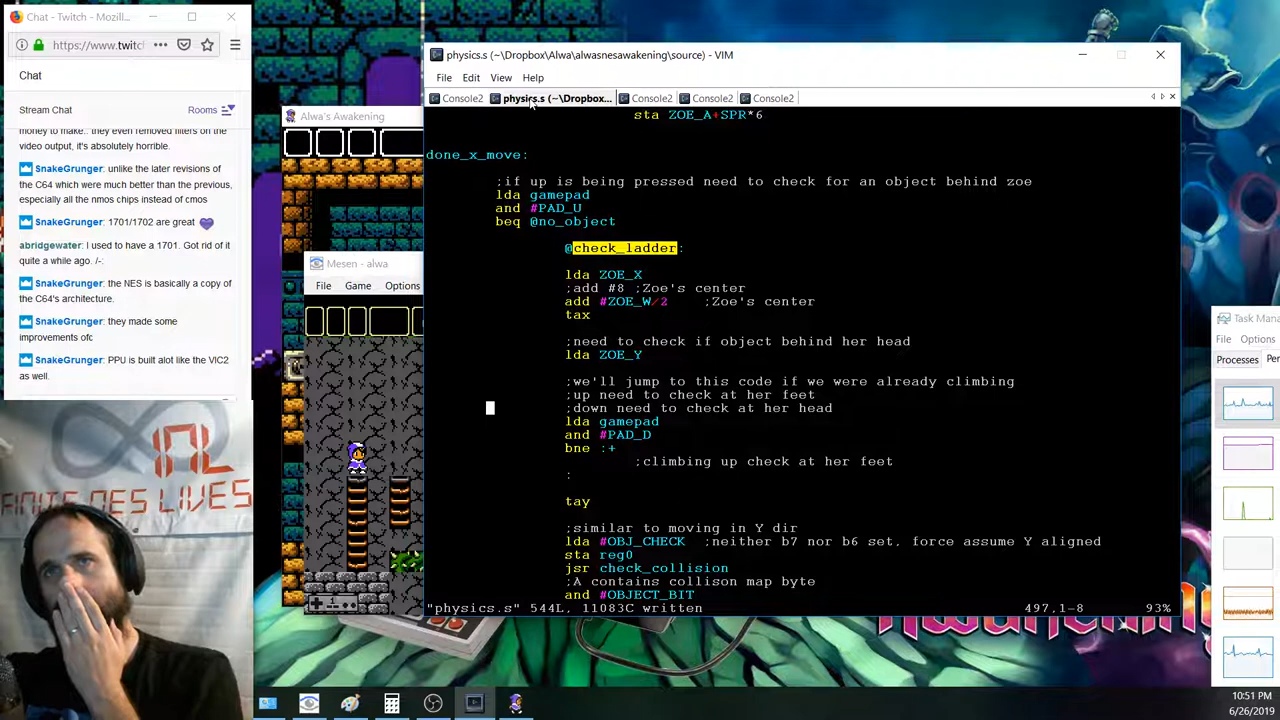 Chat - Twitch - Mozill...
https://www.twitc
Chat
Stream Chat
Rooms
money to make.. they even removed filters on the
video output, it's absolutely horrible.
SnakeGrunger: unlike the later revisions of
the C64 which were much better than the previous,
especially all the nmos chips instead of cmos
SnakeGrunger: 1701/1702 are great
abridgewater: I used to have a 1701. Got rid of it
quite a while ago. /-:
SnakeGrunger: the NES is basically a copy of
the C64's architecture.
SnakeGrunger: they made some
improvements ofc
SnakeGrunger: PPU is built alot like the VIC2
as well.
Alwa's Awakening
Mesen - alwa
File Game Options
physics.s (~\Dropbox\Alwa\alwasnesawakening\source) - VIM
File Edit View Help
Console2 physics.s (~\Dropbox... Console2 Console2 Console2
sta ZOE_A+SPR*6
done_x_move:
;if up is being pressed need to check for an object behind zoe
lda gamepad
and #PAD_U
beq @no_object
@check_ladder:
lda ZOE_X
;add #8 ;Zoe's center
add #ZOE_W/2 ;Zoe's center
tax
;need to check if object behind her head
lda ZOE_Y
;we'll jump to this code if we were already climbing
;up need to check at her feet
;down need to check at her head
lda gamepad
and #PAD_D
bne :+
;climbing up check at her feet
:
tay
;similar to moving in Y dir
lda #OBJ_CHECK ;neither b7 nor b6 set, force assume Y aligned
sta reg0
jsr check_collision
;A contains collison map byte
and #OBJECT_BIT
"physics.s" 544L, 11083C written 497,1-8 93%
Task Mana
File Options
Processes
10:51 PM
6/26/2019